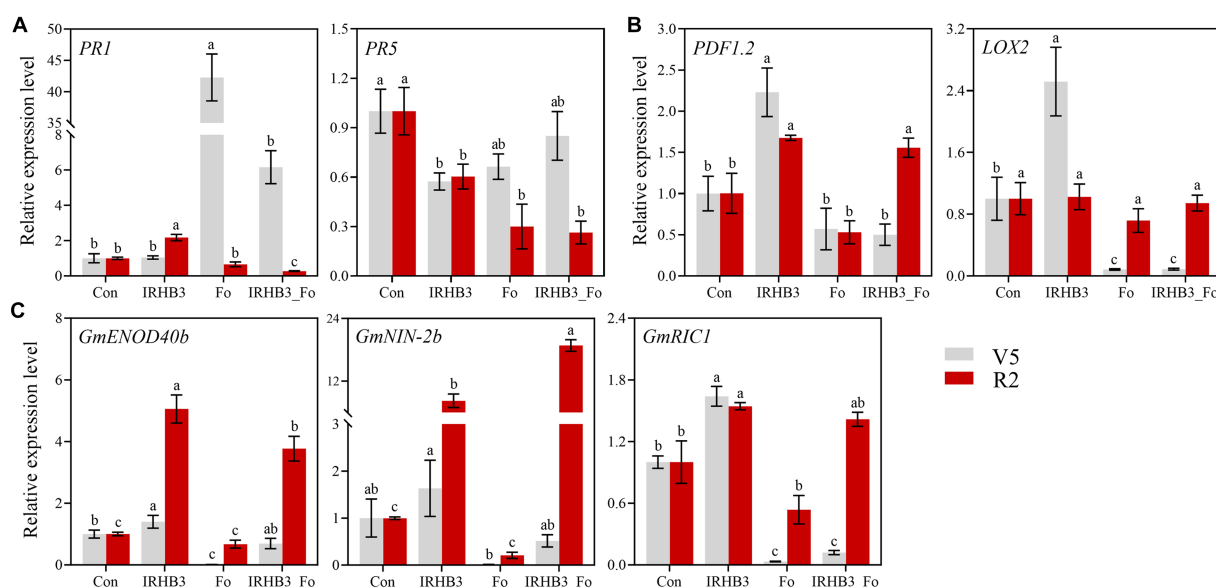 A
B
PR1
PR5
PDF1.2
LOX2
Relative expression level
50
45
40
35
8
6
4
2
0
b b b a a b b c
Con IRHB3 Fo IRHB3_Fo
1.5
1.2
0.9
0.6
0.3
0.0
a a b b ab b ab b
Con IRHB3 Fo IRHB3_Fo
Relative expression level
3.0
2.5
2.0
1.5
1.0
0.5
0.0
b b a a b b b a
Con IRHB3 Fo IRHB3_Fo
3.2
2.4
1.6
0.8
0.0
b a a a c a c a
Con IRHB3 Fo IRHB3_Fo
C
GmENOD40b
GmNIN-2b
GmRIC1
Relative expression level
8
6
4
2
0
b c a a c c ab b
Con IRHB3 Fo IRHB3_Fo
24
12
3
2
1
0
ab c a b b c ab a
Con IRHB3 Fo IRHB3_Fo
2.4
1.8
1.2
0.6
0.0
b b a a c b c ab
Con IRHB3 Fo IRHB3_Fo
V5
R2